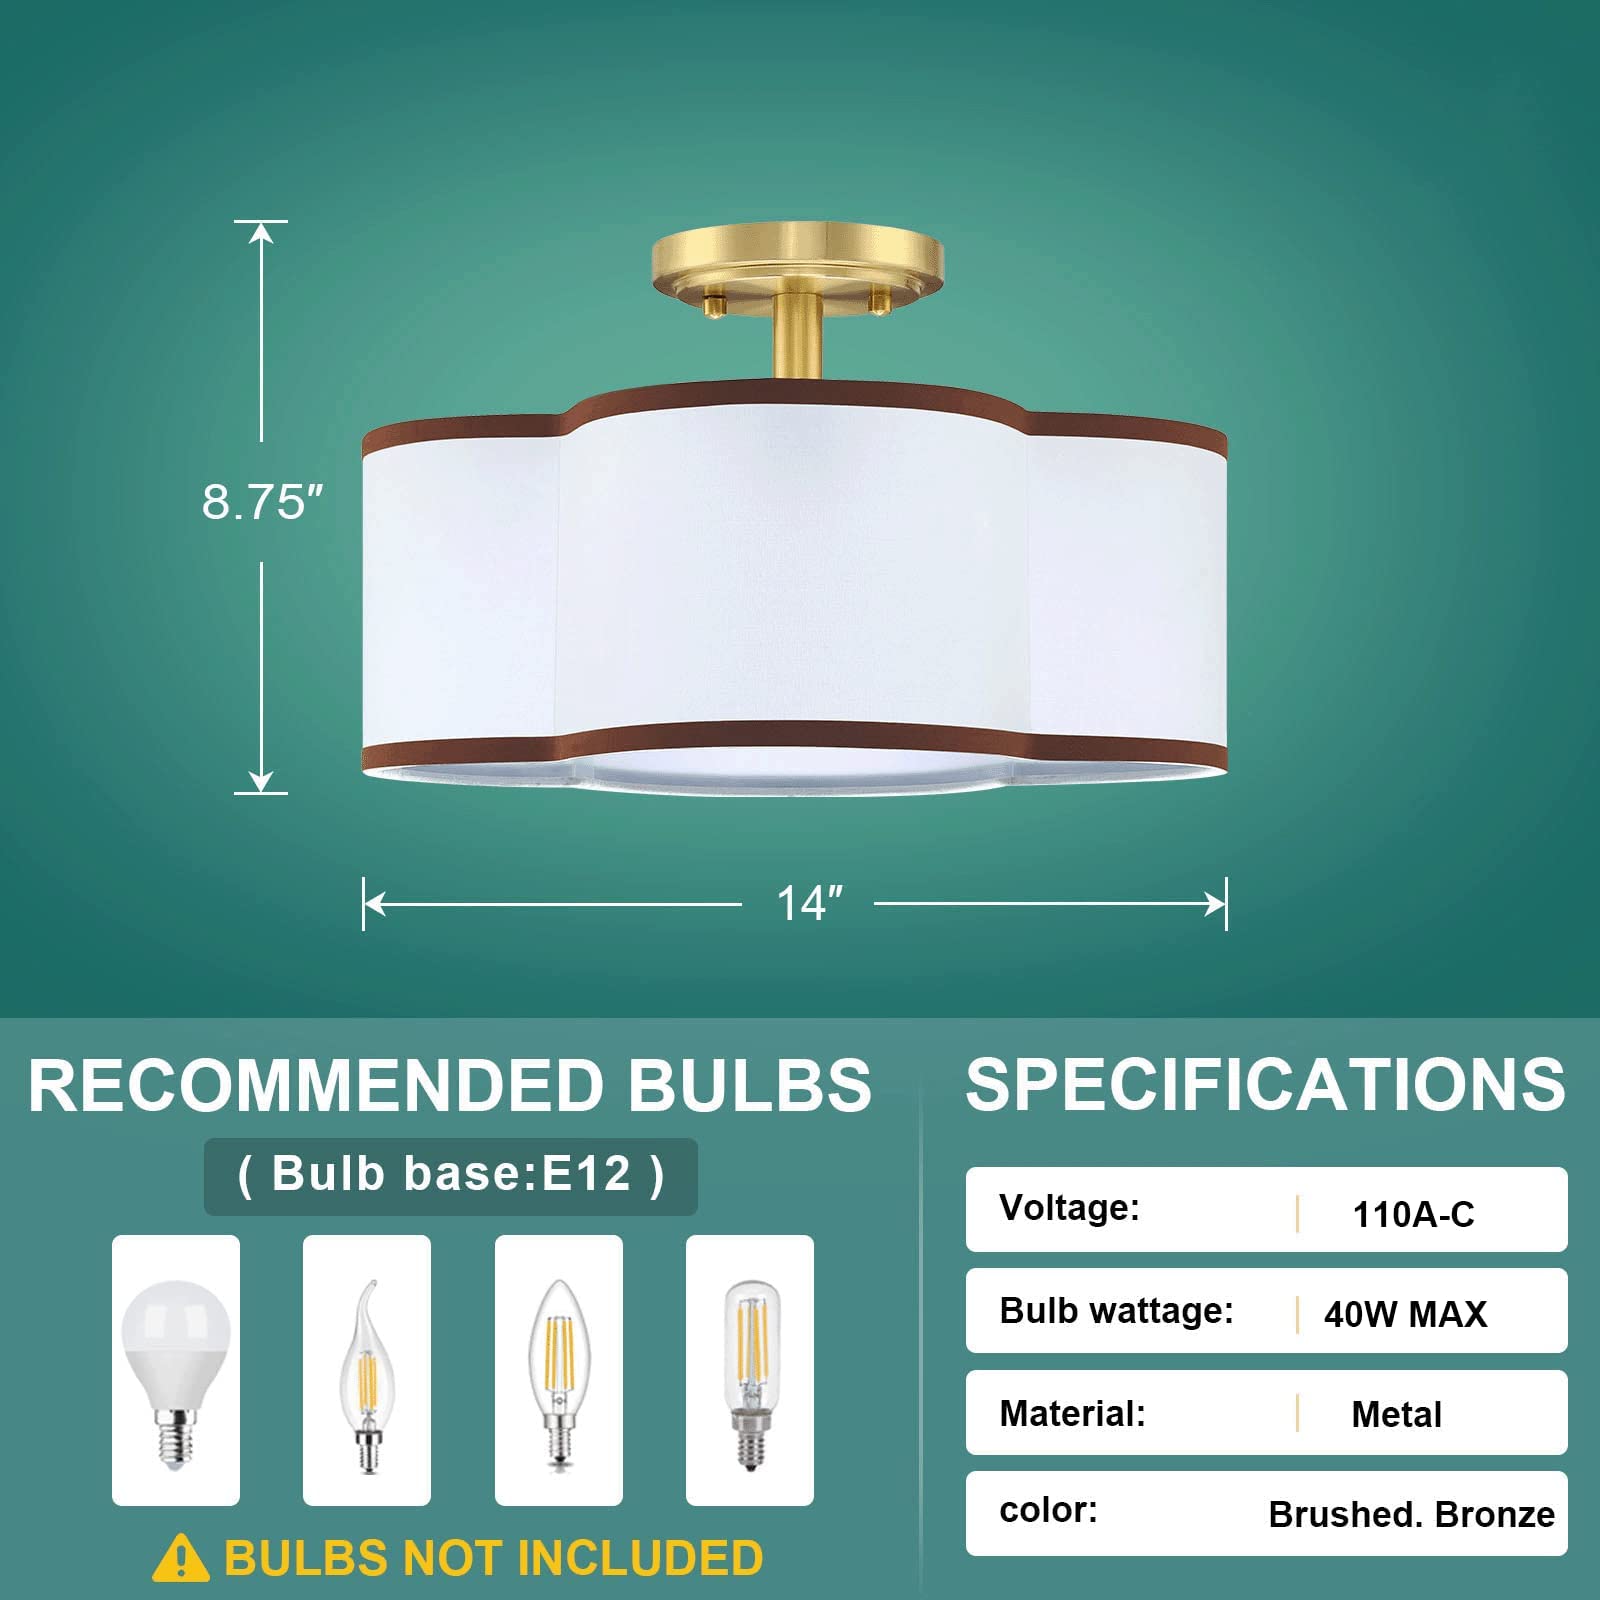 8.75″
14″
RECOMMENDED BULBS
( Bulb base:E12 )
BULBS NOT INCLUDED
SPECIFICATIONS
Voltage: 110A-C
Bulb wattage: 40W MAX
Material: Metal
color: Brushed. Bronze